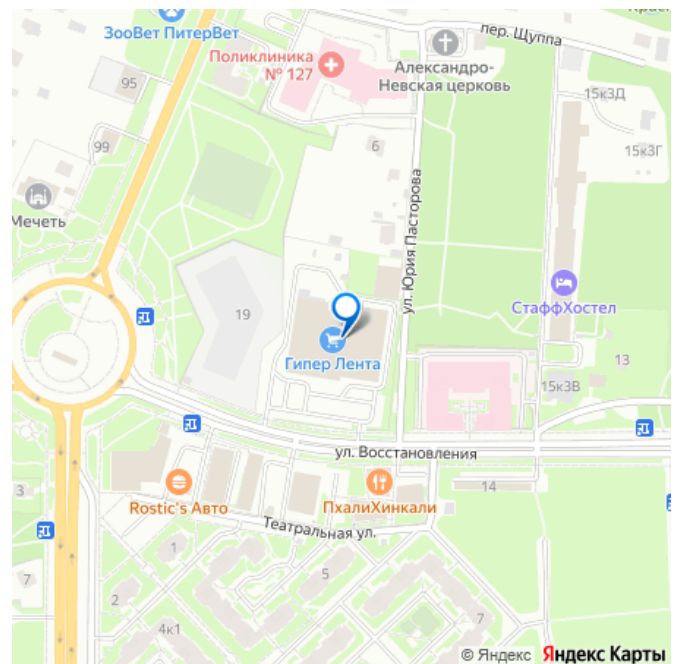 Красн
ЗооВет ПитерВет
пер. Щуппа
Поликлиника
№ 127
Александро-
Невская церковь
95
15к3Д
99
6
15к3Г
Мечеть
ул. Юрия Пасторова
СтаффХостел
19
Гипер Лента
13
15к3В
ул. Восстановления
3
Rostic's Авто
ПхалиХинкали
14
Театральная ул.
1
5
7
2
7
4к1
© Яндекс Яндекс Карты